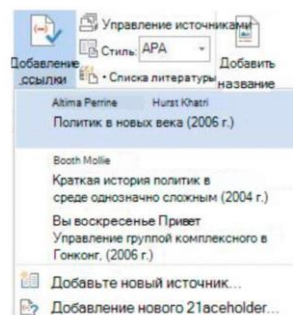 Управление источниками
Стиль: APA
Добавление ссылки
Списка литературы
Добавить название
Altima Perrine Hurst Khatri
Политик в новых века (2006 г.)
Booth Mollie
Краткая история политик в
среде однозначно сложным (2004 г.)
Вы воскресенье Привет
Управление группой комплексного в
Гонконг, (2006 г.)
Добавьте новый источник...
Добавление нового 21aceholder...